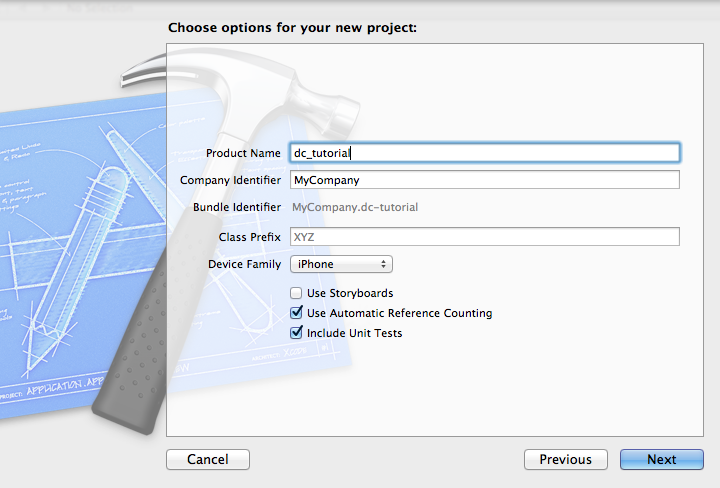 No Selection
Choose options for your new project:
Product Name dc_tutorial
Company Identifier MyCompany
Bundle Identifier MyCompany.dc-tutorial
Class Prefix XYZ
Device Family iPhone
Use Storyboards
Use Automatic Reference Counting
Include Unit Tests
PROJECT: APPLICATION.APP
Cancel Previous Next